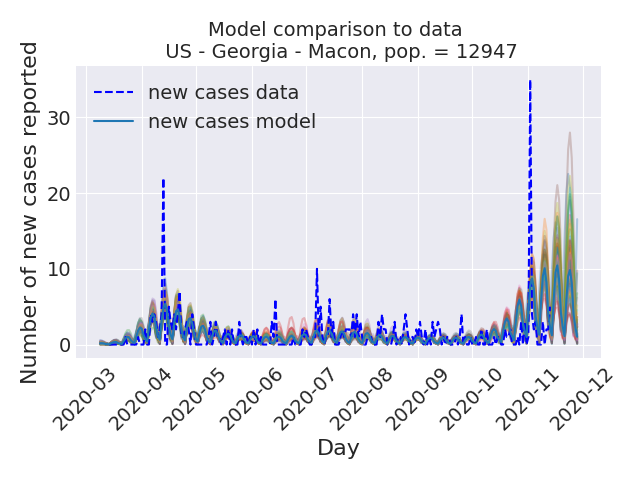 Model comparison to data
US - Georgia - Macon, pop. = 12947
Number of new cases reported
30
20
10
0
new cases data
new cases model
2020-03
2020-04
2020-05
2020-06
2020-07
2020-08
2020-09
2020-10
2020-11
2020-12
Day